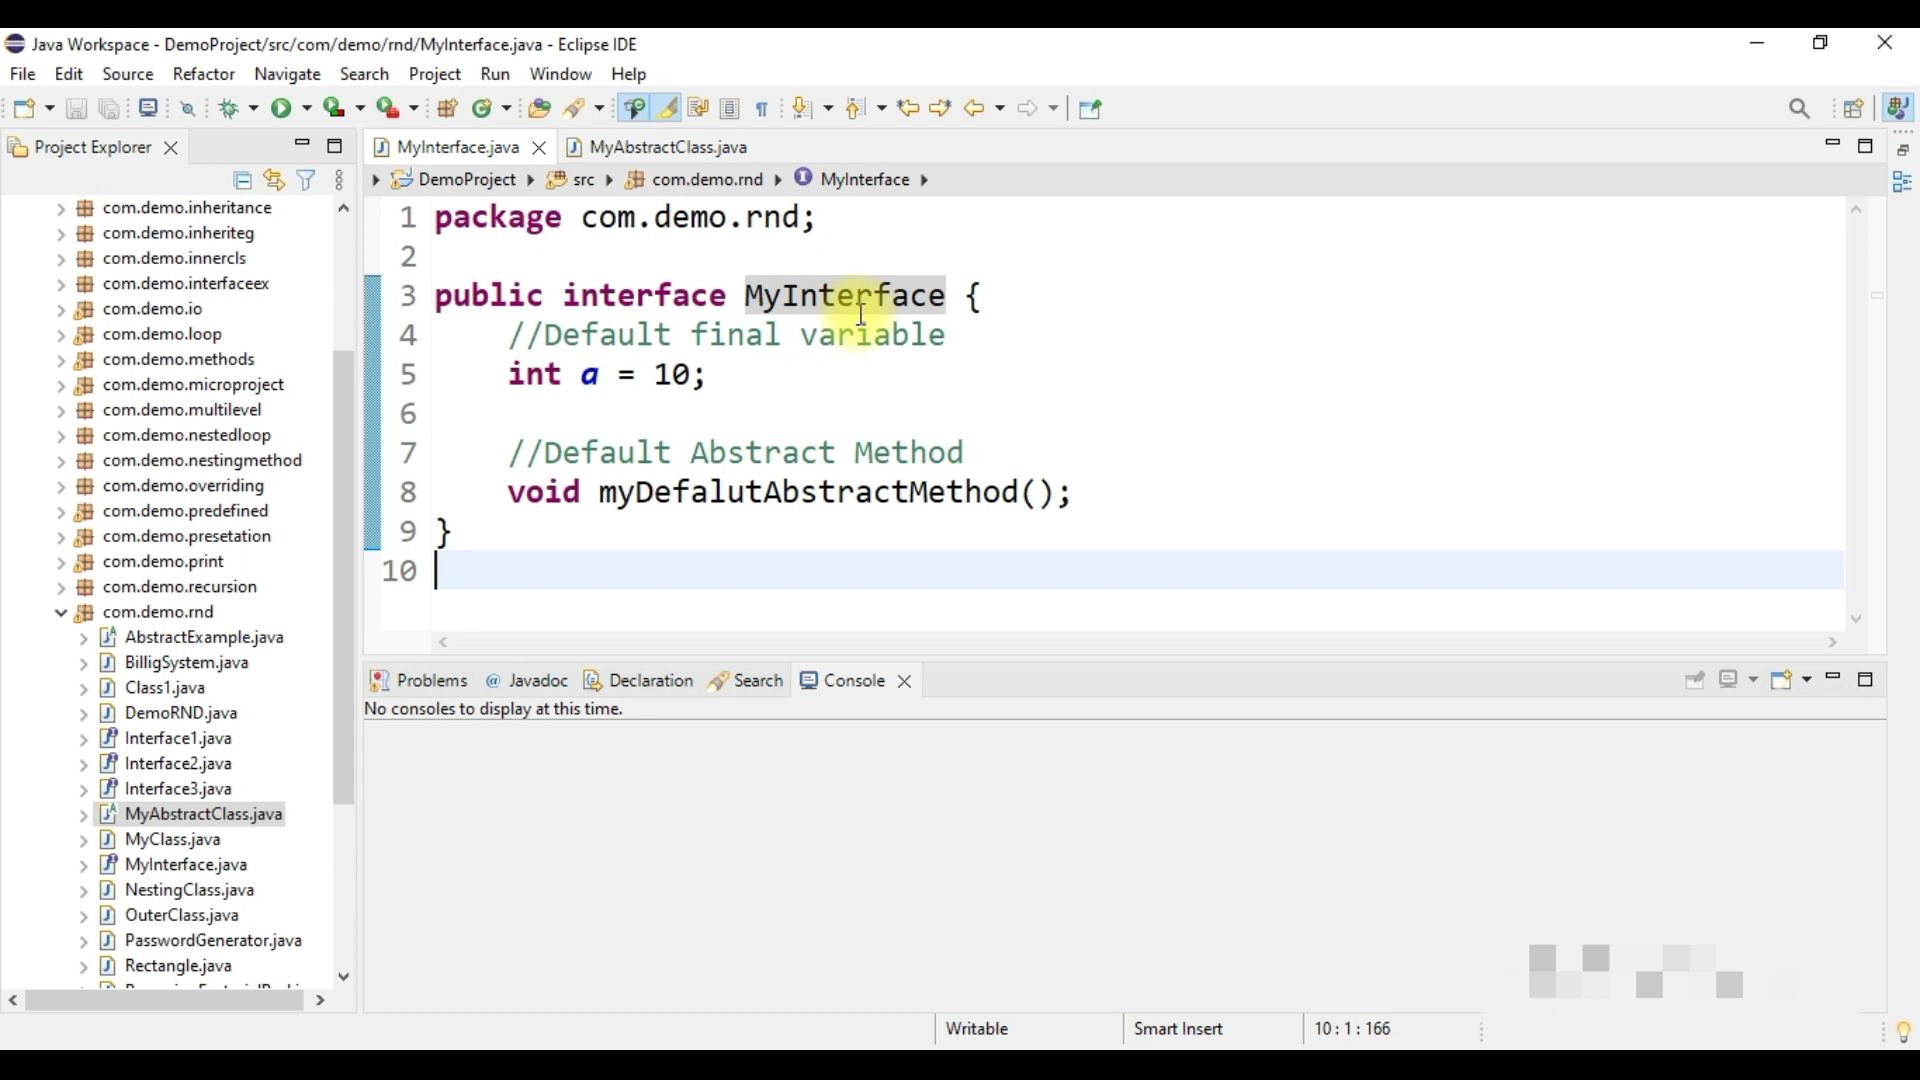 Java Workspace - DemoProject/src/com/demo/rnd/MyInterface.java - Eclipse IDE
File Edit Source Refactor Navigate Search Project Run Window Help
Project Explorer
com.demo.inheritance
com.demo.inheriteg
com.demo.innercls
com.demo.interfaceex
com.demo.io
com.demo.loop
com.demo.methods
com.demo.microproject
com.demo.multilevel
com.demo.nestedloop
com.demo.nestingmethod
com.demo.overriding
com.demo.predefined
com.demo.presetation
com.demo.print
com.demo.recursion
com.demo.rnd
AbstractExample.java
BilligSystem.java
Class1.java
DemoRND.java
Interface1.java
Interface2.java
Interface3.java
MyAbstractClass.java
MyClass.java
MyInterface.java
NestingClass.java
OuterClass.java
PasswordGenerator.java
Rectangle.java
MyInterface.java MyAbstractClass.java
DemoProject src com.demo.rnd MyInterface
1 package com.demo.rnd;
2
3 public interface MyInterface {
4 //Default final variable
5 int a = 10;
6
7 //Default Abstract Method
8 void myDefalutAbstractMethod();
9 }
10
Problems @ Javadoc Declaration Search Console
No consoles to display at this time.
Writable Smart Insert 10 : 1 : 166